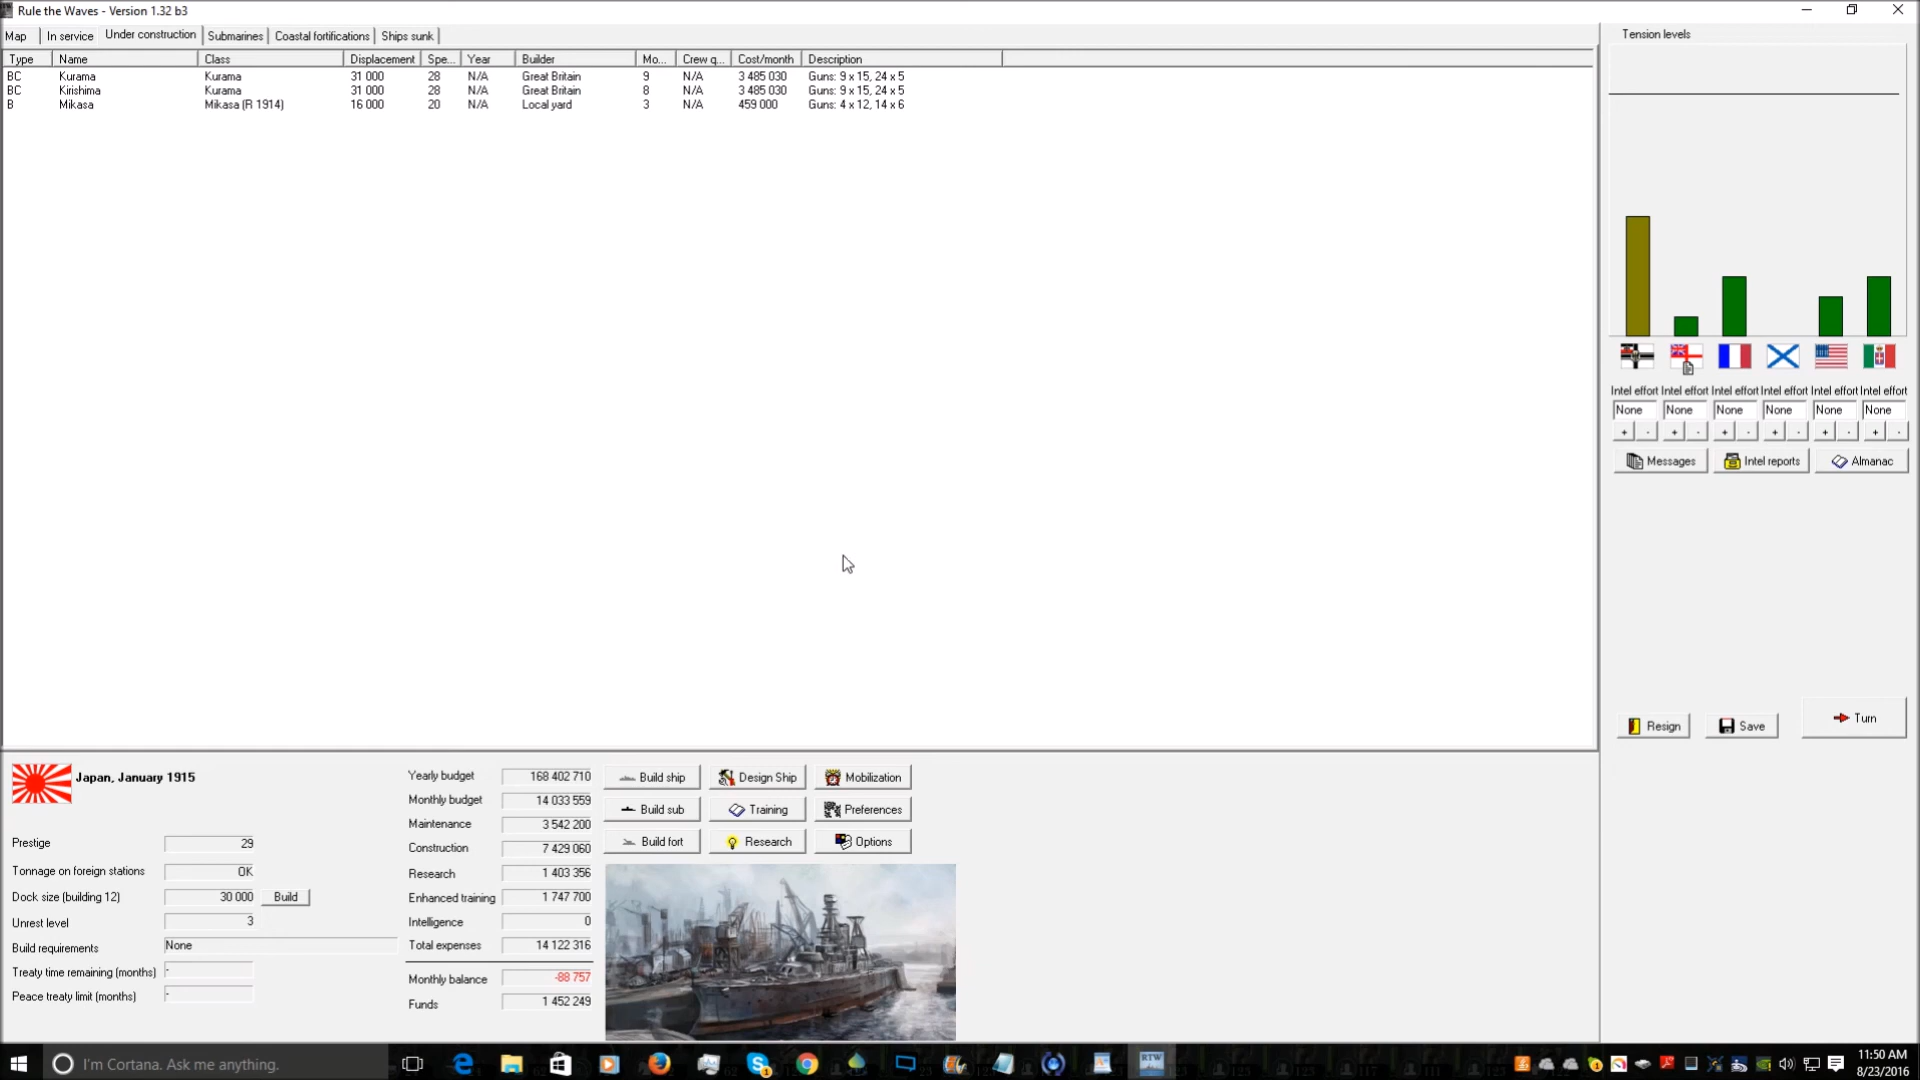 Rule the Waves - Version 1.32 b3
Map In service Under construction Submarines Coastal fortifications Ships sunk
Type Name Class Displacement Spe... Year Builder Mo... Crew q... Cost/month Description
BC Kurama Kurama 31 000 28 N/A Great Britain 9 N/A 3 485 030 Guns: 9 x 15, 24 x 5
BC Kirishima Kurama 31 000 28 N/A Great Britain 8 N/A 3 485 030 Guns: 9 x 15, 24 x 5
B Mikasa Mikasa (R 1914) 16 000 20 N/A Local yard 3 N/A 459 000 Guns: 4 x 12, 14 x 6
Tension levels
Intel effort Intel effort Intel effort Intel effort Intel effort Intel effort
None None None None None None
+ - + - + - + - + - + -
Messages Intel reports Almanac
Resign Save Turn
Japan, January 1915
Prestige 29
Tonnage on foreign stations OK
Dock size (building 12) 30 000 Build
Unrest level 3
Build requirements None
Treaty time remaining (months) -
Peace treaty limit (months) -
Yearly budget 168 402 710
Monthly budget 14 033 559
Maintenance 3 542 200
Construction 7 429 060
Research 1 403 356
Enhanced training 1 747 700
Intelligence 0
Total expenses 14 122 316
Monthly balance -88 757
Funds 1 452 249
Build ship Design Ship Mobilization
Build sub Training Preferences
Build fort Research Options
I'm Cortana. Ask me anything.
RTW
11:50 AM
8/23/2016